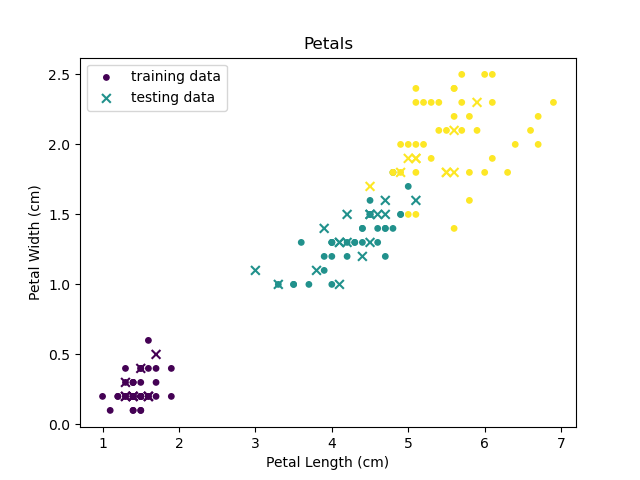 Petals
training data
testing data
2.5
2.0
1.5
1.0
0.5
0.0
Petal Width (cm)
1 2 3 4 5 6 7
Petal Length (cm)